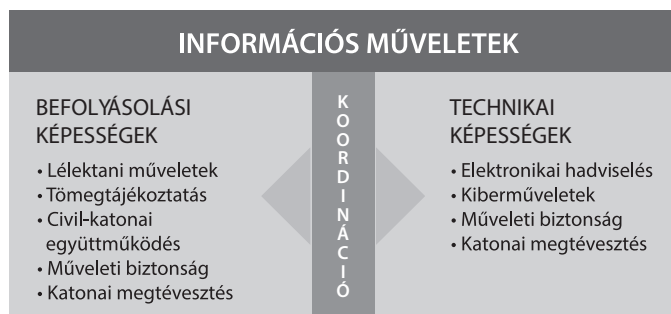 INFORMÁCIÓS MŰVELETEK
BEFOLYÁSOLÁSI
KÉPESSÉGEK
• Lélektani műveletek
• Tömegtájékoztatás
• Civil-katonai
együttműködés
• Műveleti biztonság
• Katonai megtévesztés
KOORDINÁCIÓ
TECHNIKAI
KÉPESSÉGEK
• Elektronikai hadviselés
• Kiberműveletek
• Műveleti biztonság
• Katonai megtévesztés